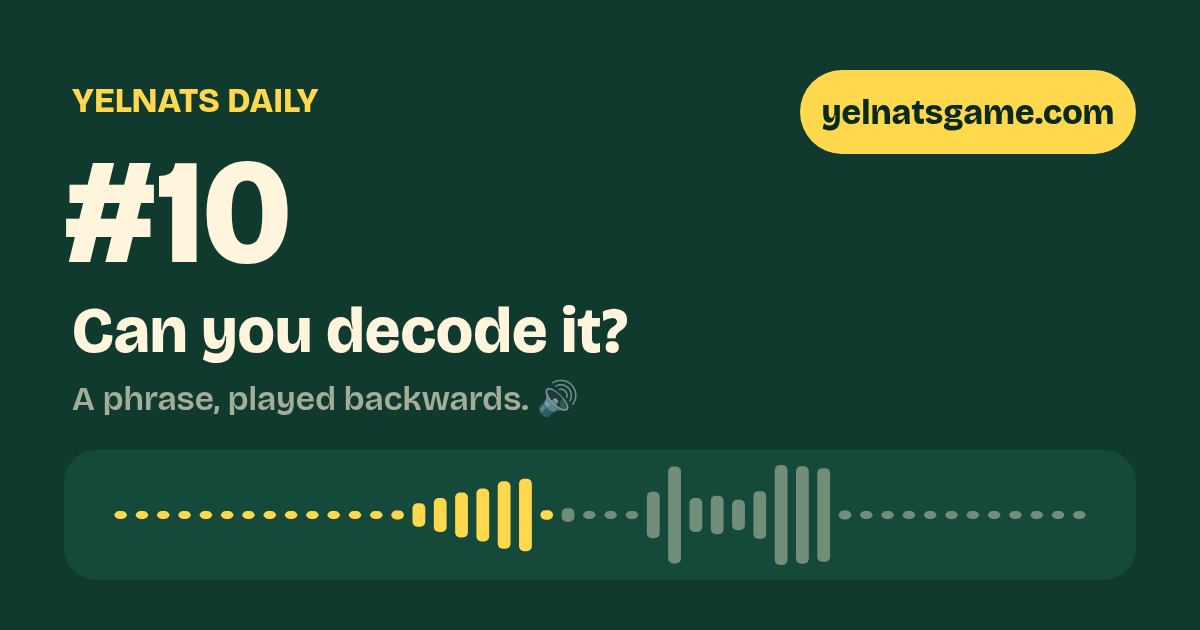 YELNATS DAILY
yelnatsgame.com
#10
Can you decode it?
A phrase, played backwards. 🔊